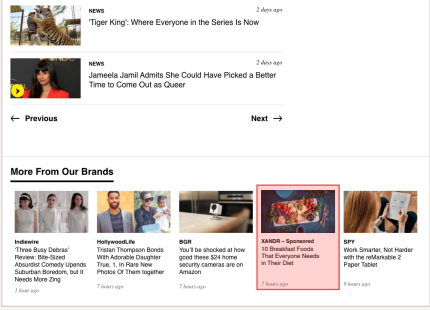 NEWS
2 days ago
'Tiger King': Where Everyone in the Series Is Now
NEWS
2 days ago
Jameela Jamil Admits She Could Have Picked a Better
Time to Come Out as Queer
← Previous
Next →
More From Our Brands
Indiewire
'Three Busy Debras'
Review: Bite-Sized
Absurdist Comedy Upends
Suburban Boredom, but It
Needs More Zing
1 hour ago
HollywoodLife
Tristan Thompson Bonds
With Adorable Daughter
True, 1, In Rare New
Photos Of Them together
7 hours ago
BGR
You'll be shocked at how
good these $24 home
security cameras are on
Amazon
7 hours ago
XANDR – Sponsored
10 Breakfast Foods
That Everyone Needs
in Their Diet
7 hours ago
SPY
Work Smarter, Not Harder
with the reMarkable 2
Paper Tablet
8 hours ago